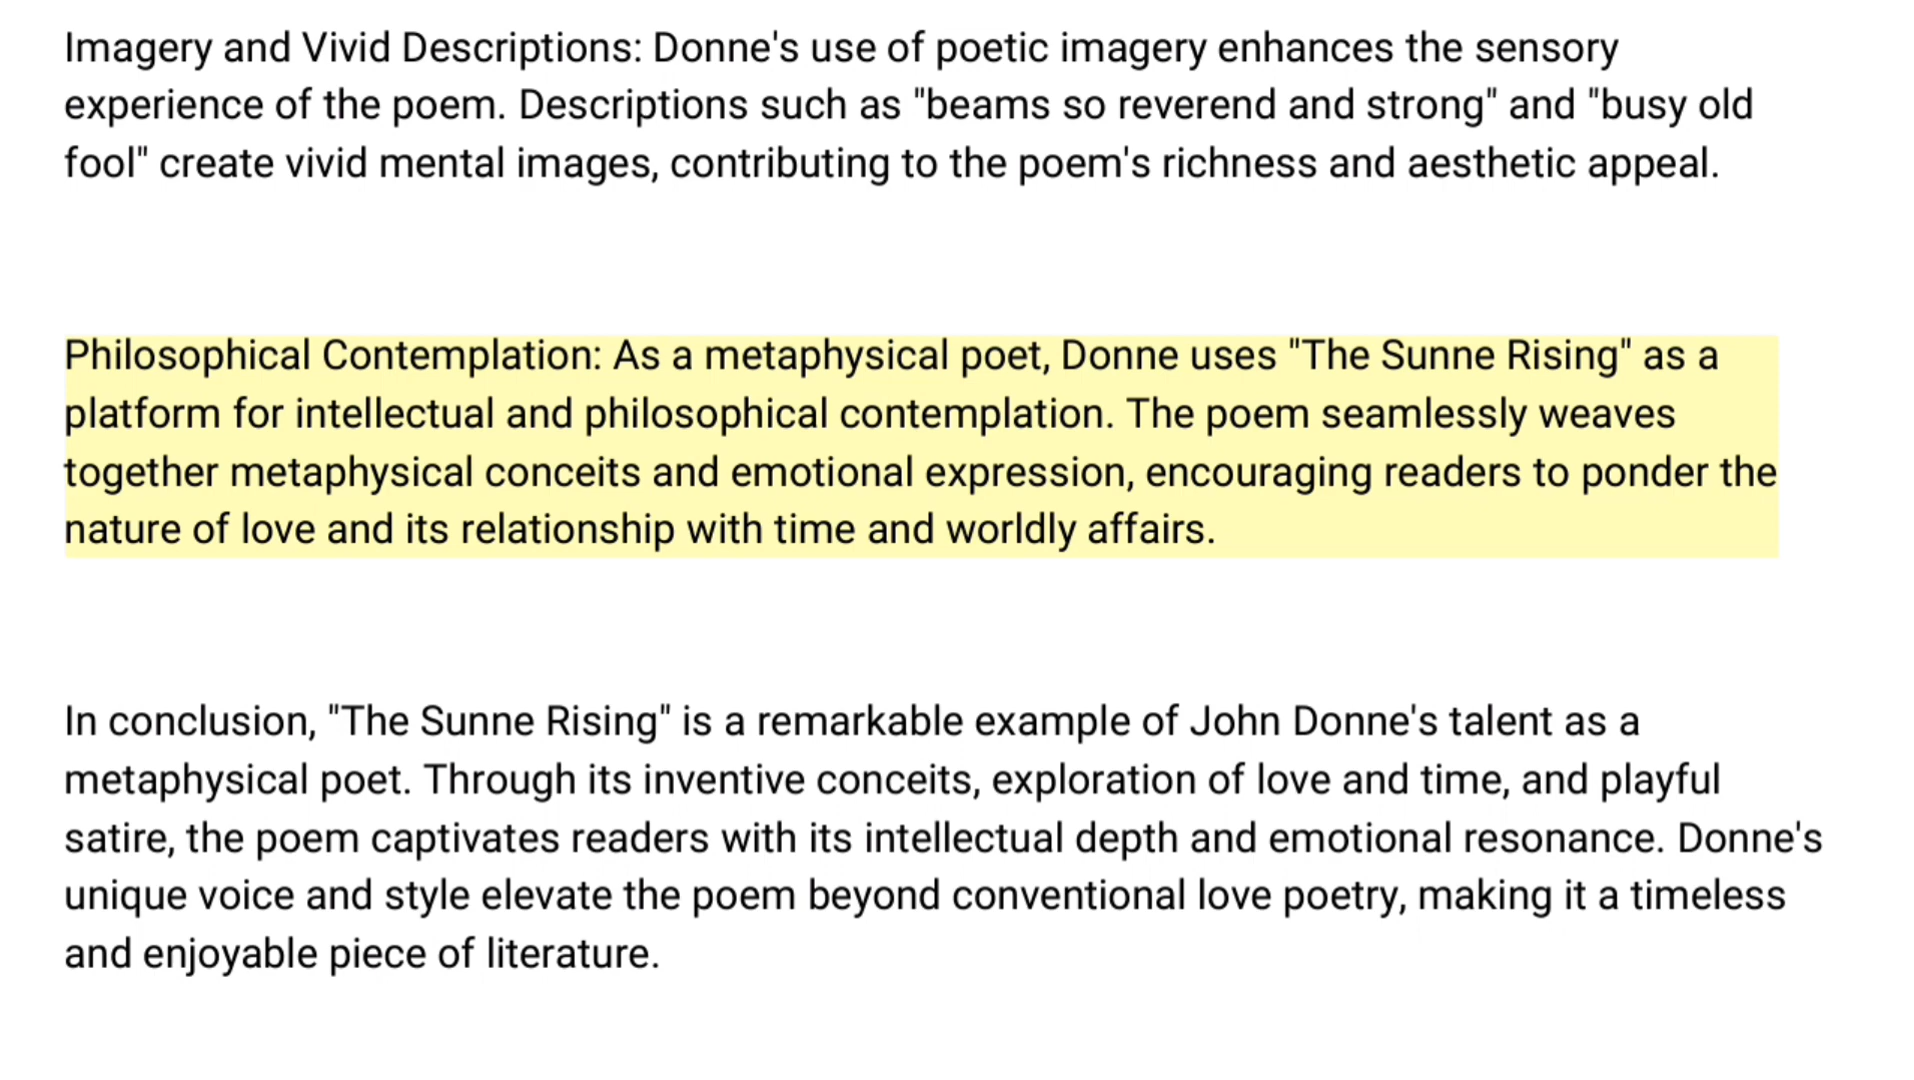 Imagery and Vivid Descriptions: Donne's use of poetic imagery enhances the sensory
experience of the poem. Descriptions such as "beams so reverend and strong" and "busy old
fool" create vivid mental images, contributing to the poem's richness and aesthetic appeal.
Philosophical Contemplation: As a metaphysical poet, Donne uses "The Sunne Rising" as a
platform for intellectual and philosophical contemplation. The poem seamlessly weaves
together metaphysical conceits and emotional expression, encouraging readers to ponder the
nature of love and its relationship with time and worldly affairs.
In conclusion, "The Sunne Rising" is a remarkable example of John Donne's talent as a
metaphysical poet. Through its inventive conceits, exploration of love and time, and playful
satire, the poem captivates readers with its intellectual depth and emotional resonance. Donne's
unique voice and style elevate the poem beyond conventional love poetry, making it a timeless
and enjoyable piece of literature.